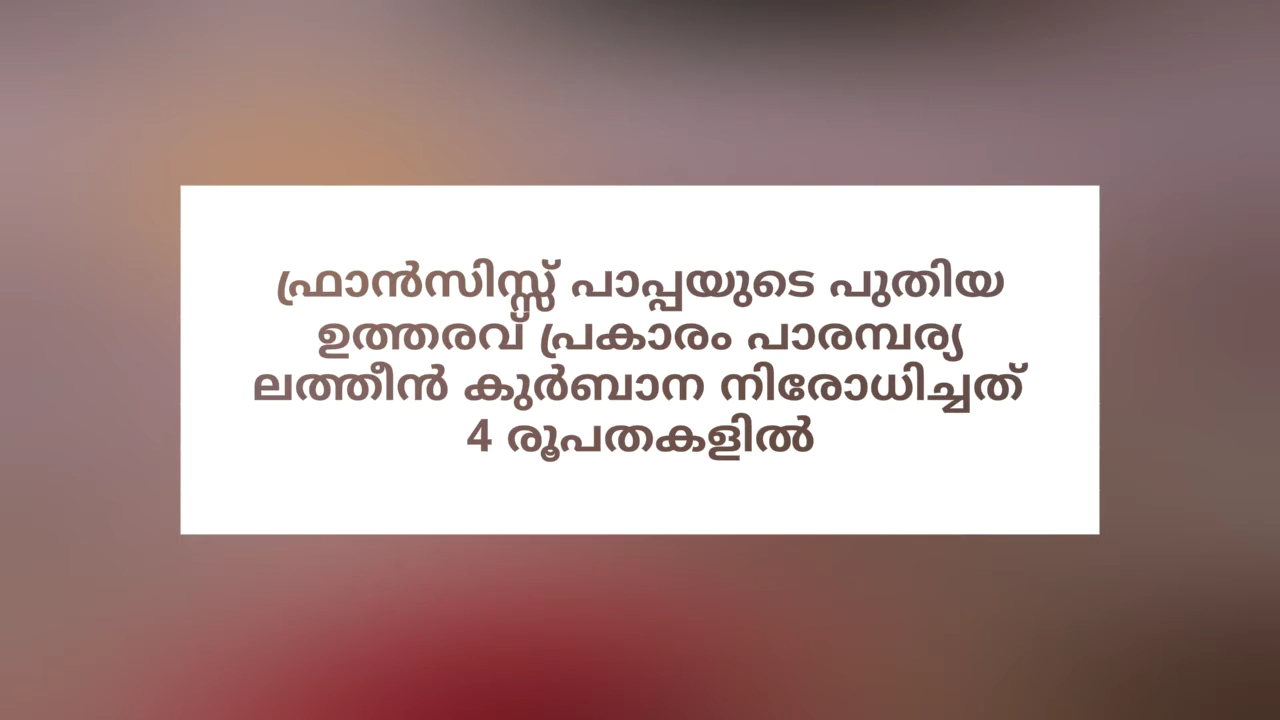 ഫ്രാൻസിസ്സ് പാപ്പയുടെ പുതിയ
ഉത്തരവ് പ്രകാരം പാരമ്പര്യ
ലത്തീൻ കുർബാന നിരോധിച്ചത്
4 രൂപതകളിൽ